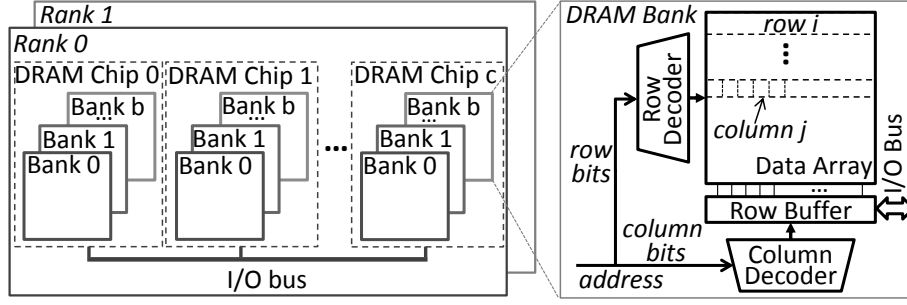 Rank 1
Rank 0
DRAM Chip 0
DRAM Chip 1
DRAM Chip c
Bank b
...
Bank 1
Bank 0
Bank b
...
Bank 1
Bank 0
...
Bank b
...
Bank 1
Bank 0
I/O bus
DRAM Bank
row i
...
Row
Decoder
column j
row
bits
Data Array
...
I/O Bus
Row Buffer
column
bits
address
Column
Decoder